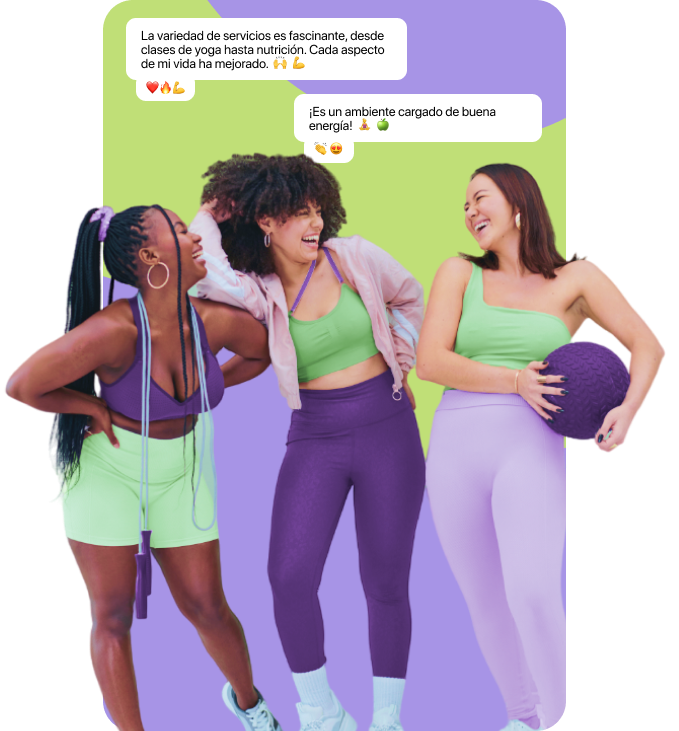 La variedad de servicios es fascinante, desde
clases de yoga hasta nutrición. Cada aspecto
de mi vida ha mejorado. 🙌 💪
❤️🔥💪
¡Es un ambiente cargado de buena
energía! 🧘 🍏
👏😍